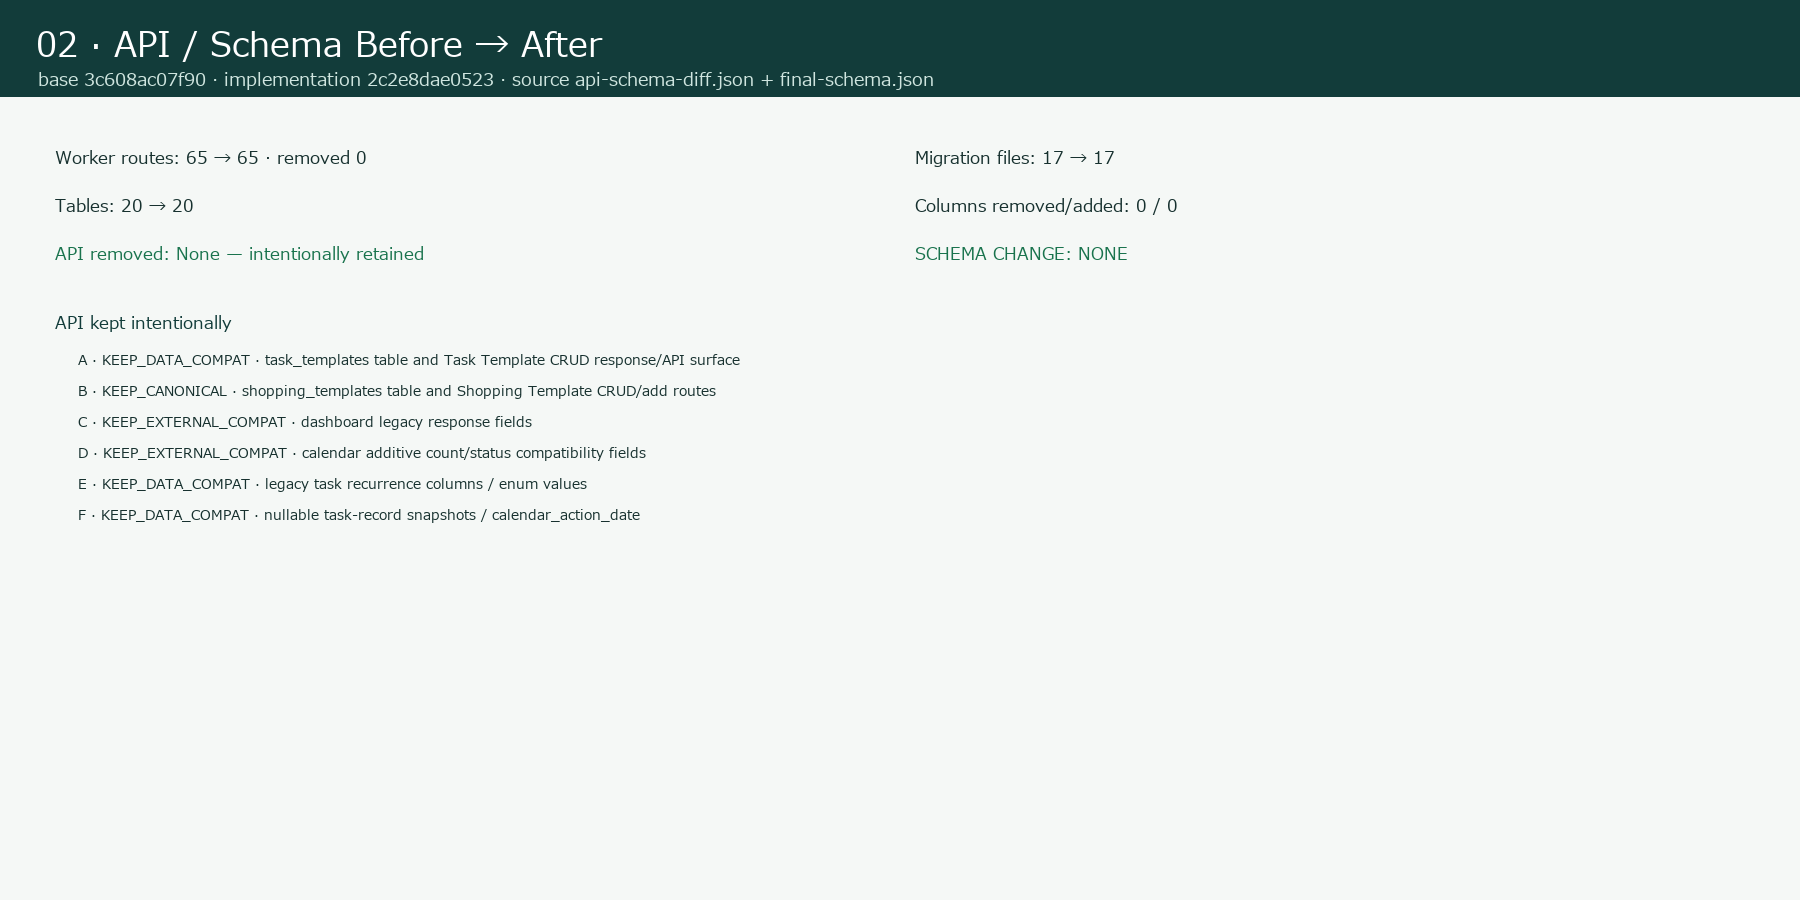 02 · API / Schema Before → After
base 3c608ac07f90 · implementation 2c2e8dae0523 · source api-schema-diff.json + final-schema.json
Worker routes: 65 → 65 · removed 0
Migration files: 17 → 17
Tables: 20 → 20
Columns removed/added: 0 / 0
API removed: None — intentionally retained
SCHEMA CHANGE: NONE
API kept intentionally
A · KEEP_DATA_COMPAT · task_templates table and Task Template CRUD response/API surface
B · KEEP_CANONICAL · shopping_templates table and Shopping Template CRUD/add routes
C · KEEP_EXTERNAL_COMPAT · dashboard legacy response fields
D · KEEP_EXTERNAL_COMPAT · calendar additive count/status compatibility fields
E · KEEP_DATA_COMPAT · legacy task recurrence columns / enum values
F · KEEP_DATA_COMPAT · nullable task-record snapshots / calendar_action_date